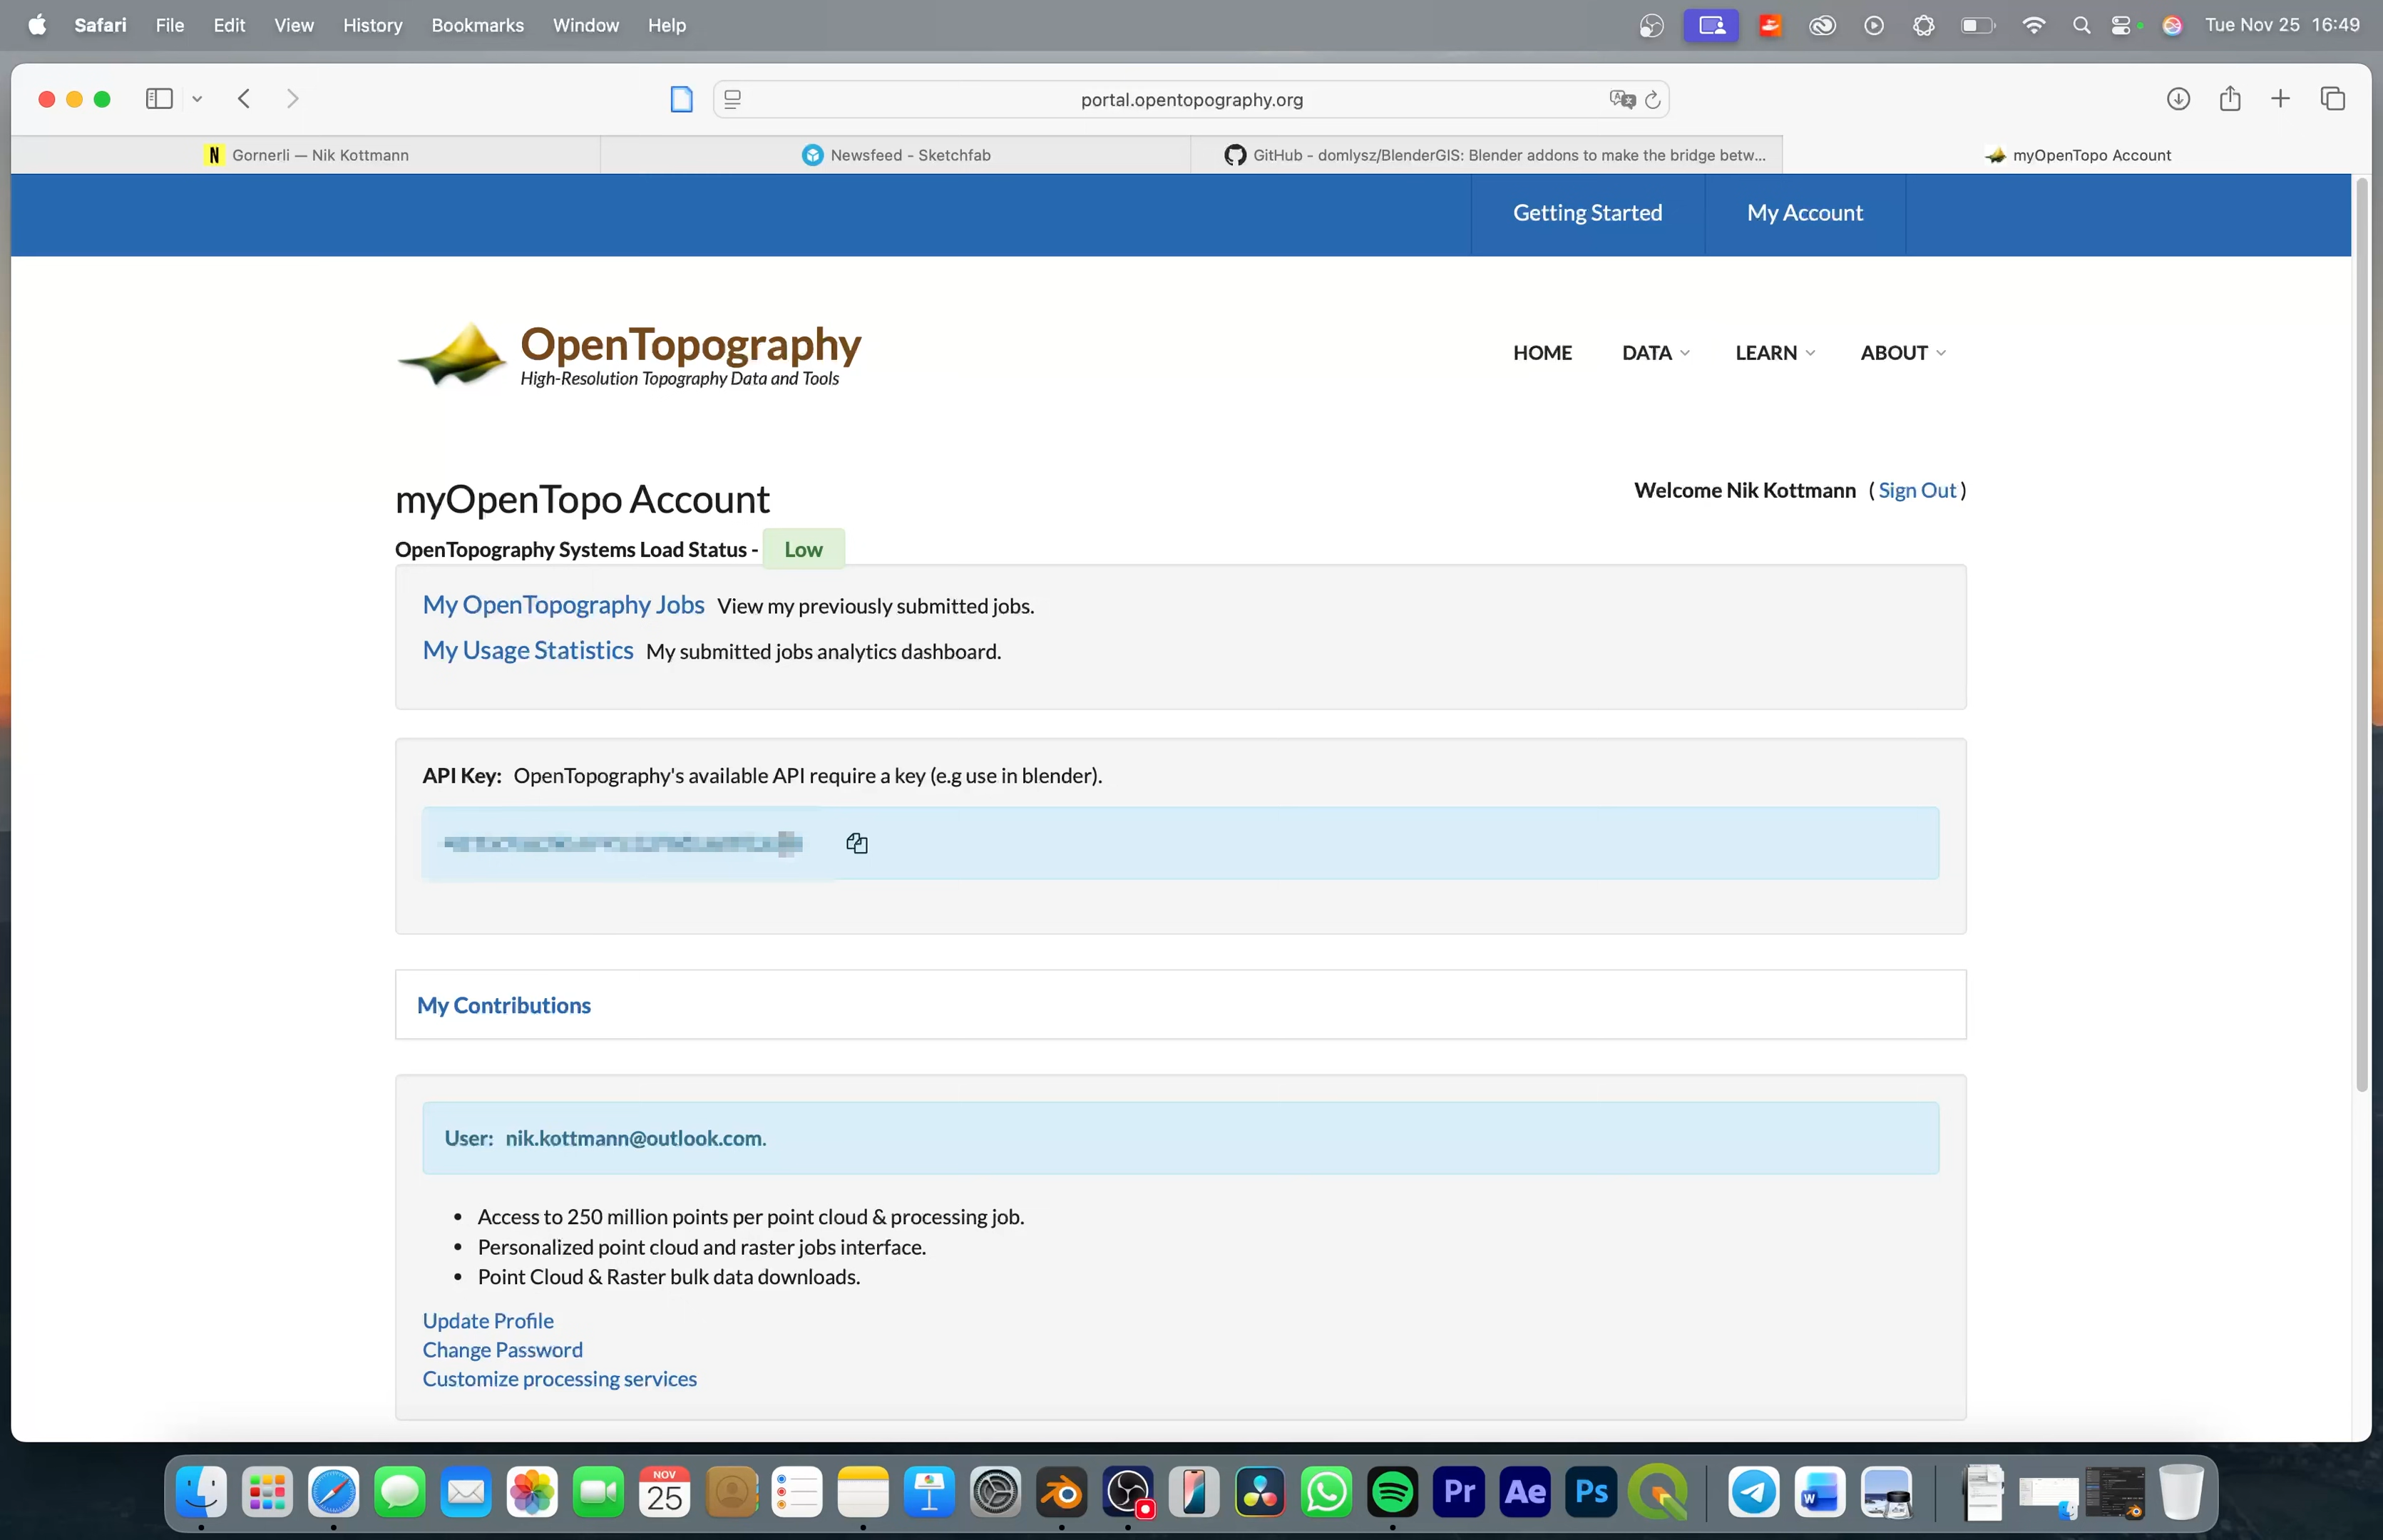 Safari File Edit View History Bookmarks Window Help Tue Nov 25 16:49
portal.opentopography.org
N Gornerli — Nik Kottmann
Newsfeed - Sketchfab
GitHub - domlysz/BlenderGIS: Blender addons to make the bridge betw...
myOpenTopo Account
Getting Started My Account
OpenTopography
High-Resolution Topography Data and Tools
HOME DATA LEARN ABOUT
myOpenTopo Account
Welcome Nik Kottmann ( Sign Out )
OpenTopography Systems Load Status - Low
My OpenTopography Jobs View my previously submitted jobs.
My Usage Statistics My submitted jobs analytics dashboard.
API Key: OpenTopography's available API require a key (e.g use in blender).
My Contributions
User: nik.kottmann@outlook.com.
• Access to 250 million points per point cloud & processing job.
• Personalized point cloud and raster jobs interface.
• Point Cloud & Raster bulk data downloads.
Update Profile
Change Password
Customize processing services
NOV
25
Pr Ae Ps W